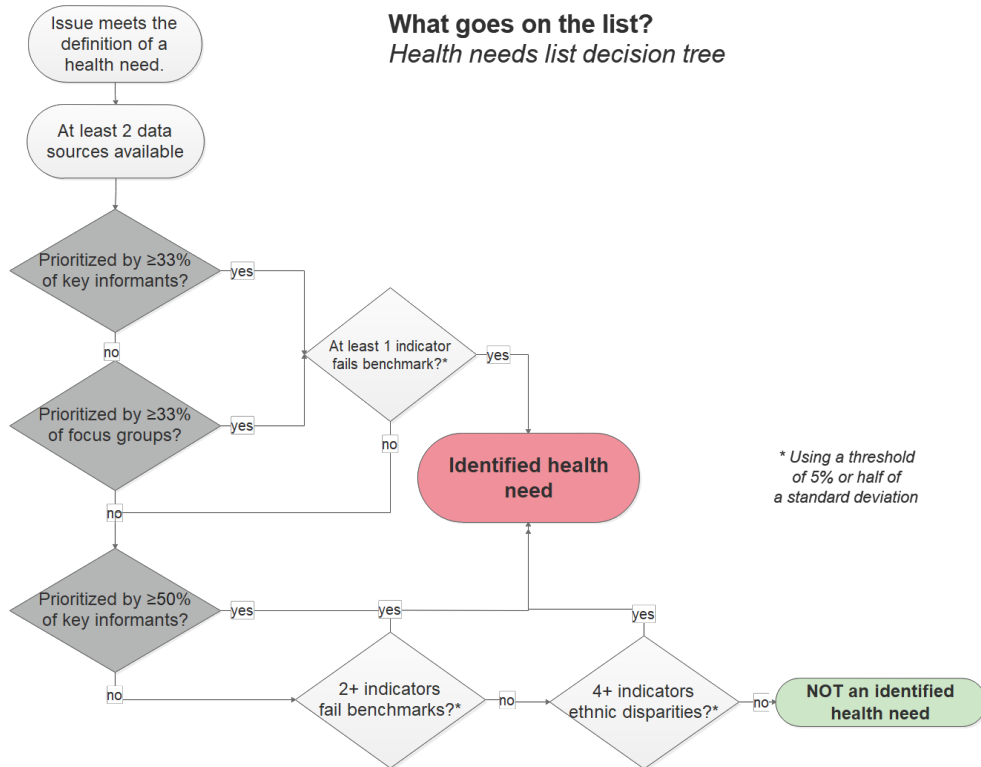 What goes on the list?
Health needs list decision tree
Issue meets the
definition of a
health need.
At least 2 data
sources available
Prioritized by ≥33%
of key informants?
yes
no
At least 1 indicator
fails benchmark?*
yes
no
Prioritized by ≥33%
of focus groups?
yes
no
Identified health
need
* Using a threshold
of 5% or half of
a standard deviation
Prioritized by ≥50%
of key informants?
yes
no
2+ indicators
fail benchmarks?*
yes
no
4+ indicators
ethnic disparities?*
yes
no
NOT an identified
health need